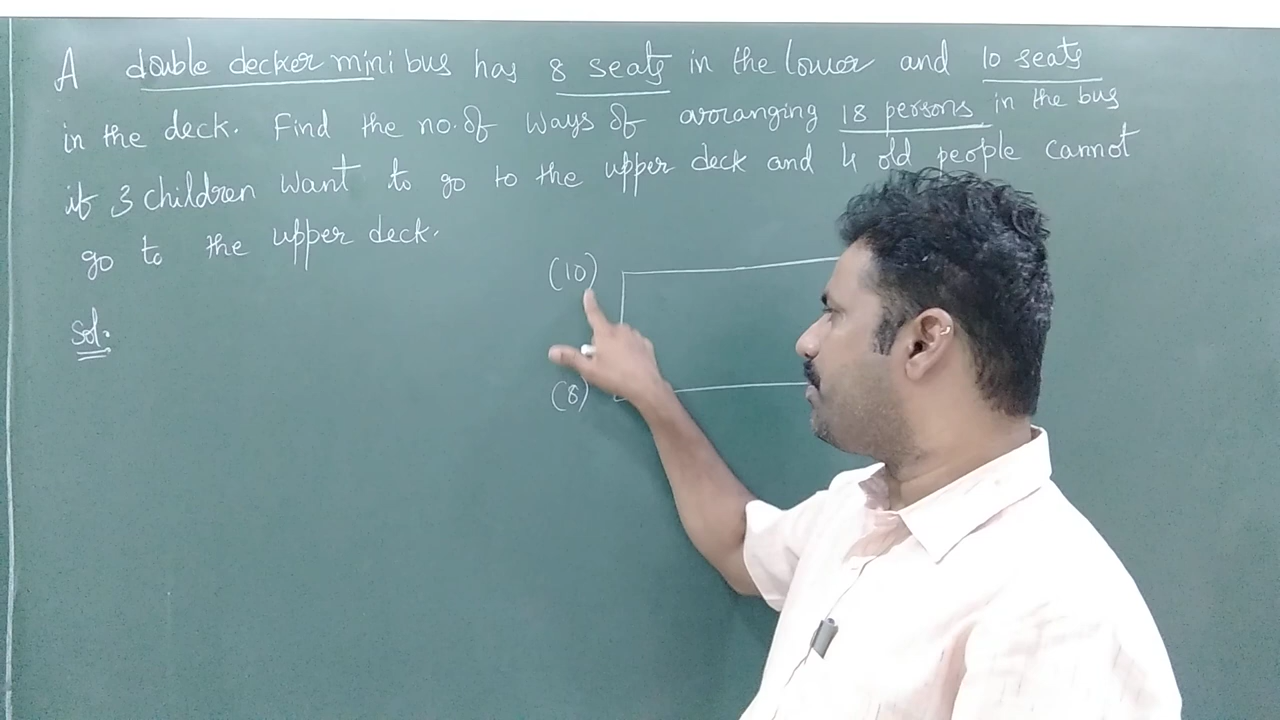 A double decker mini bus has 8 seats in the lower and 10 seats
in the deck. Find the no.of ways of arranging 18 persons in the bus
if 3 children want to go to the upper deck and 4 old people cannot
go to the upper deck.
(10)
Sol.
(8)